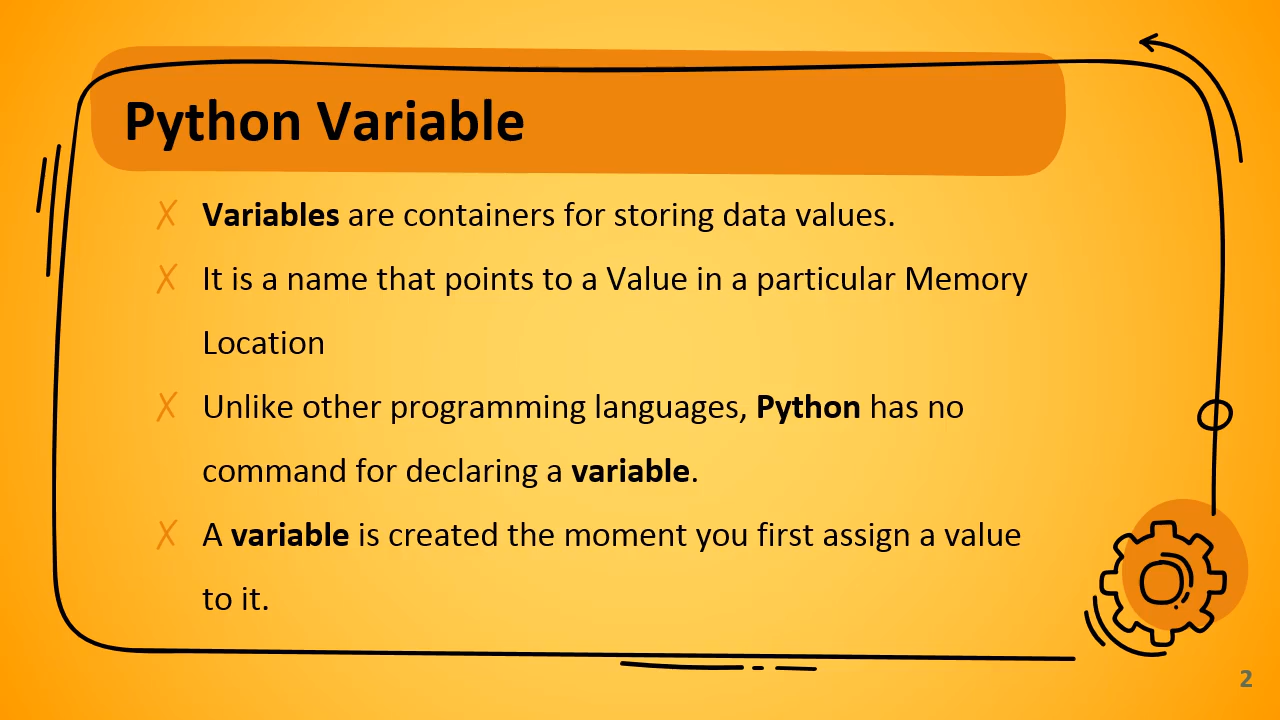 Python Variable
Variables are containers for storing data values.
It is a name that points to a Value in a particular Memory
Location
Unlike other programming languages, Python has no
command for declaring a variable.
A variable is created the moment you first assign a value
to it.
2